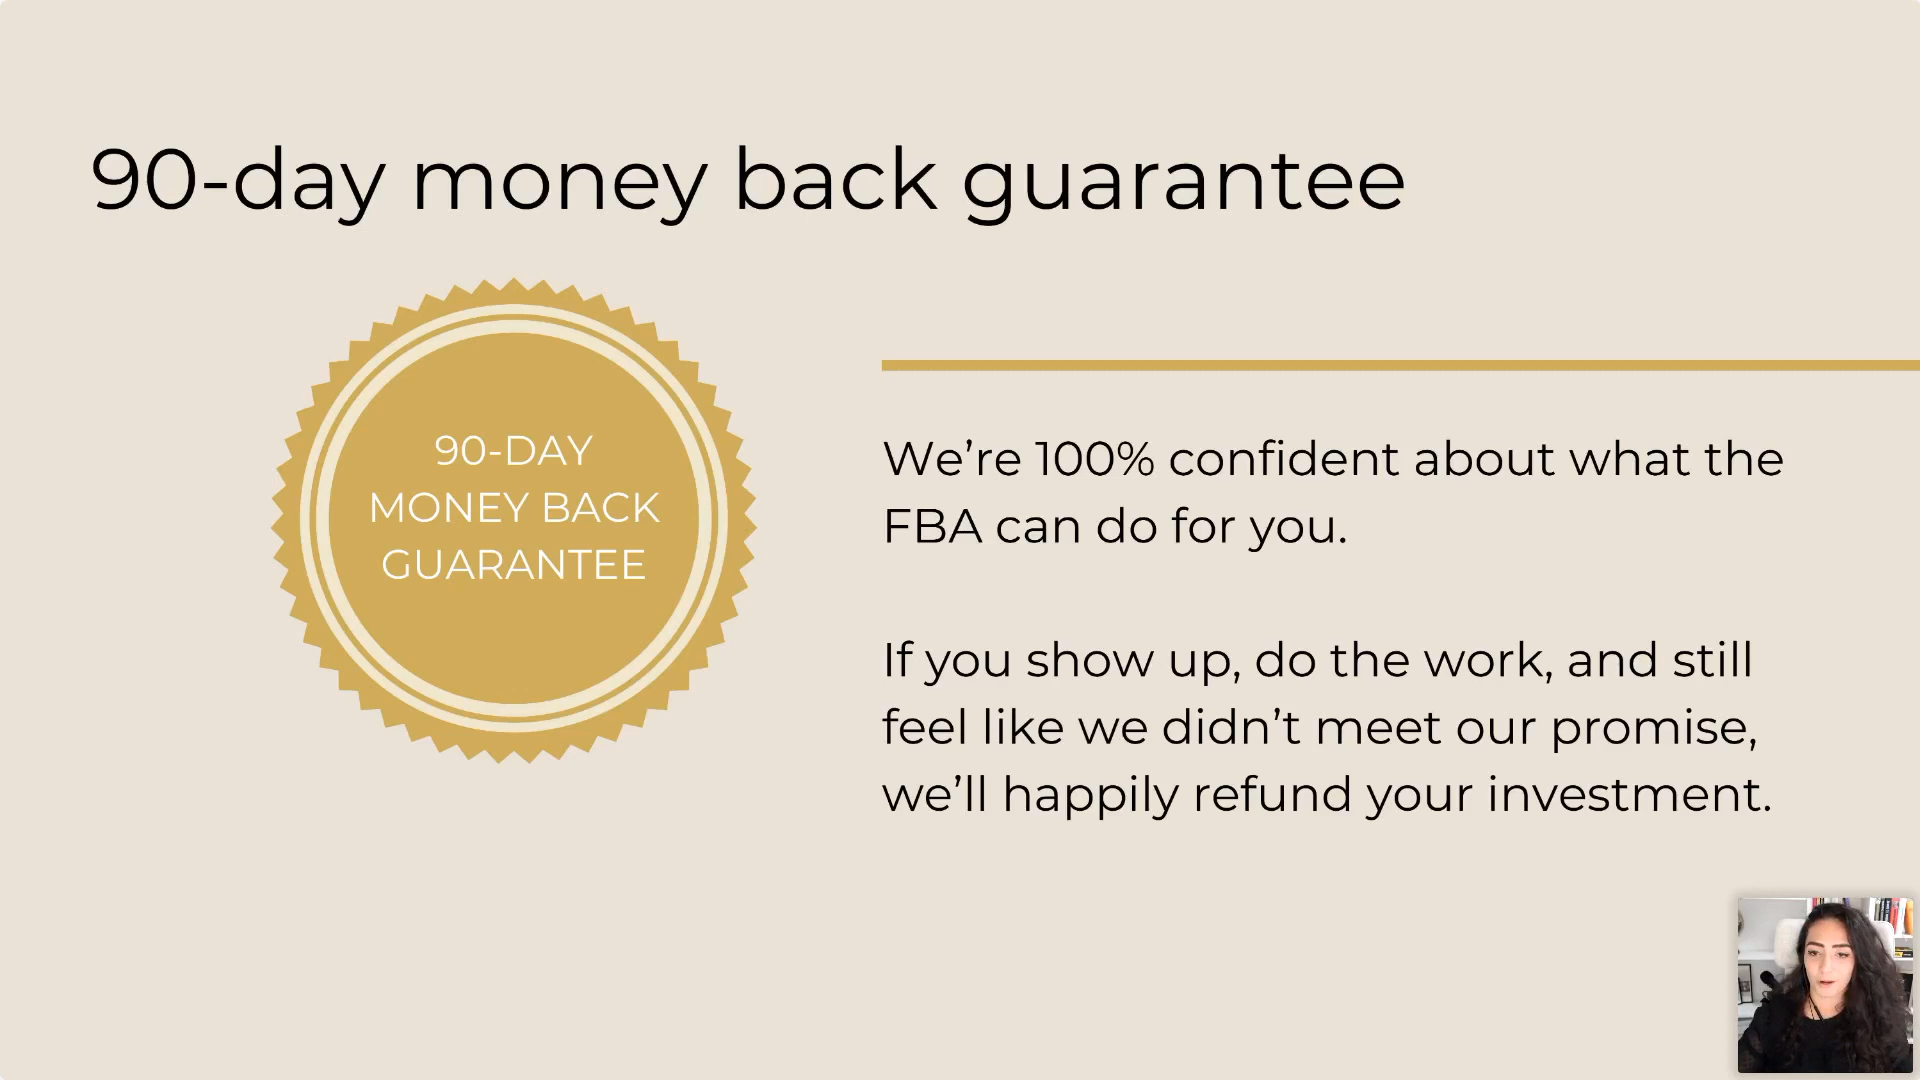 90-day money back guarantee
90-DAY
MONEY BACK
GUARANTEE
We’re 100% confident about what the
FBA can do for you.
If you show up, do the work, and still
feel like we didn’t meet our promise,
we’ll happily refund your investment.